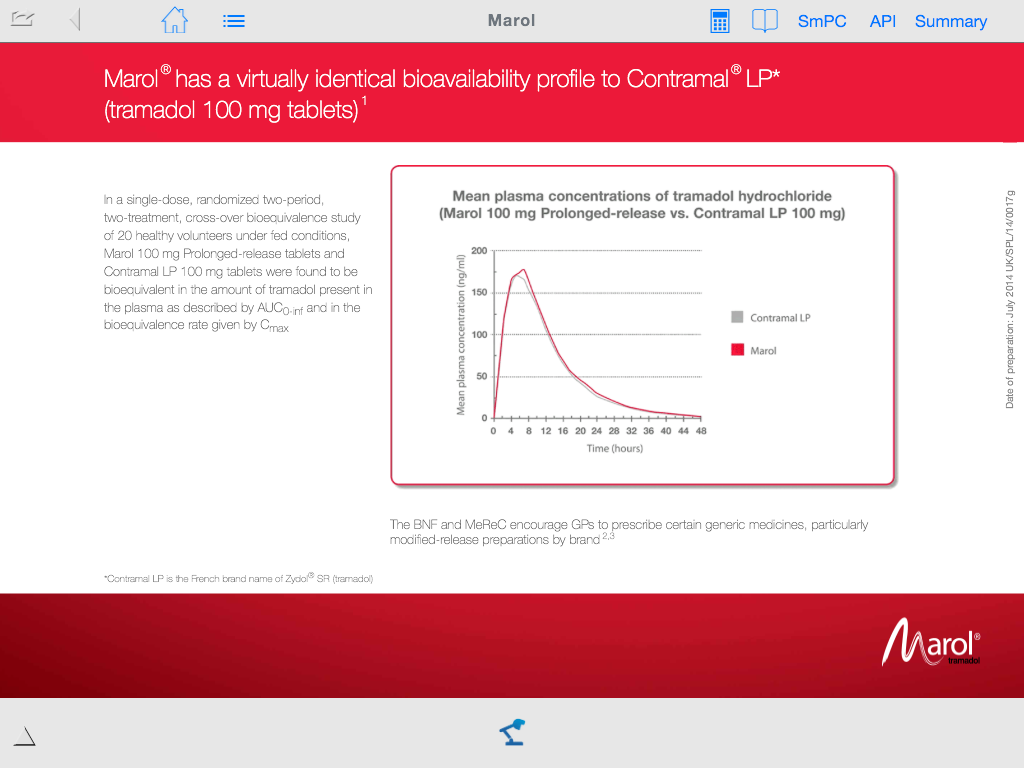 Marol
SmPC
API
Summary
Marol® has a virtually identical bioavailability profile to Contramal® LP*
(tramadol 100 mg tablets)1
In a single-dose, randomized two-period,
two-treatment, cross-over bioequivalence study
of 20 healthy volunteers under fed conditions,
Marol 100 mg Prolonged-release tablets and
Contramal LP 100 mg tablets were found to be
bioequivalent in the amount of tramadol present in
the plasma as described by AUC0-inf and in the
bioequivalence rate given by Cmax
Mean plasma concentrations of tramadol hydrochloride
(Marol 100 mg Prolonged-release vs. Contramal LP 100 mg)
Mean plasma concentration (ng/ml)
200
150
100
50
0
0 4 8 12 16 20 24 28 32 36 40 44 48
Time (hours)
Contramal LP
Marol
Date of preparation: July 2014 UK/SPL/14/0017g
The BNF and MeReC encourage GPs to prescribe certain generic medicines, particularly
modified-release preparations by brand 2,3
*Contramal LP is the French brand name of Zydol® SR (tramadol)
Marol®
tramadol